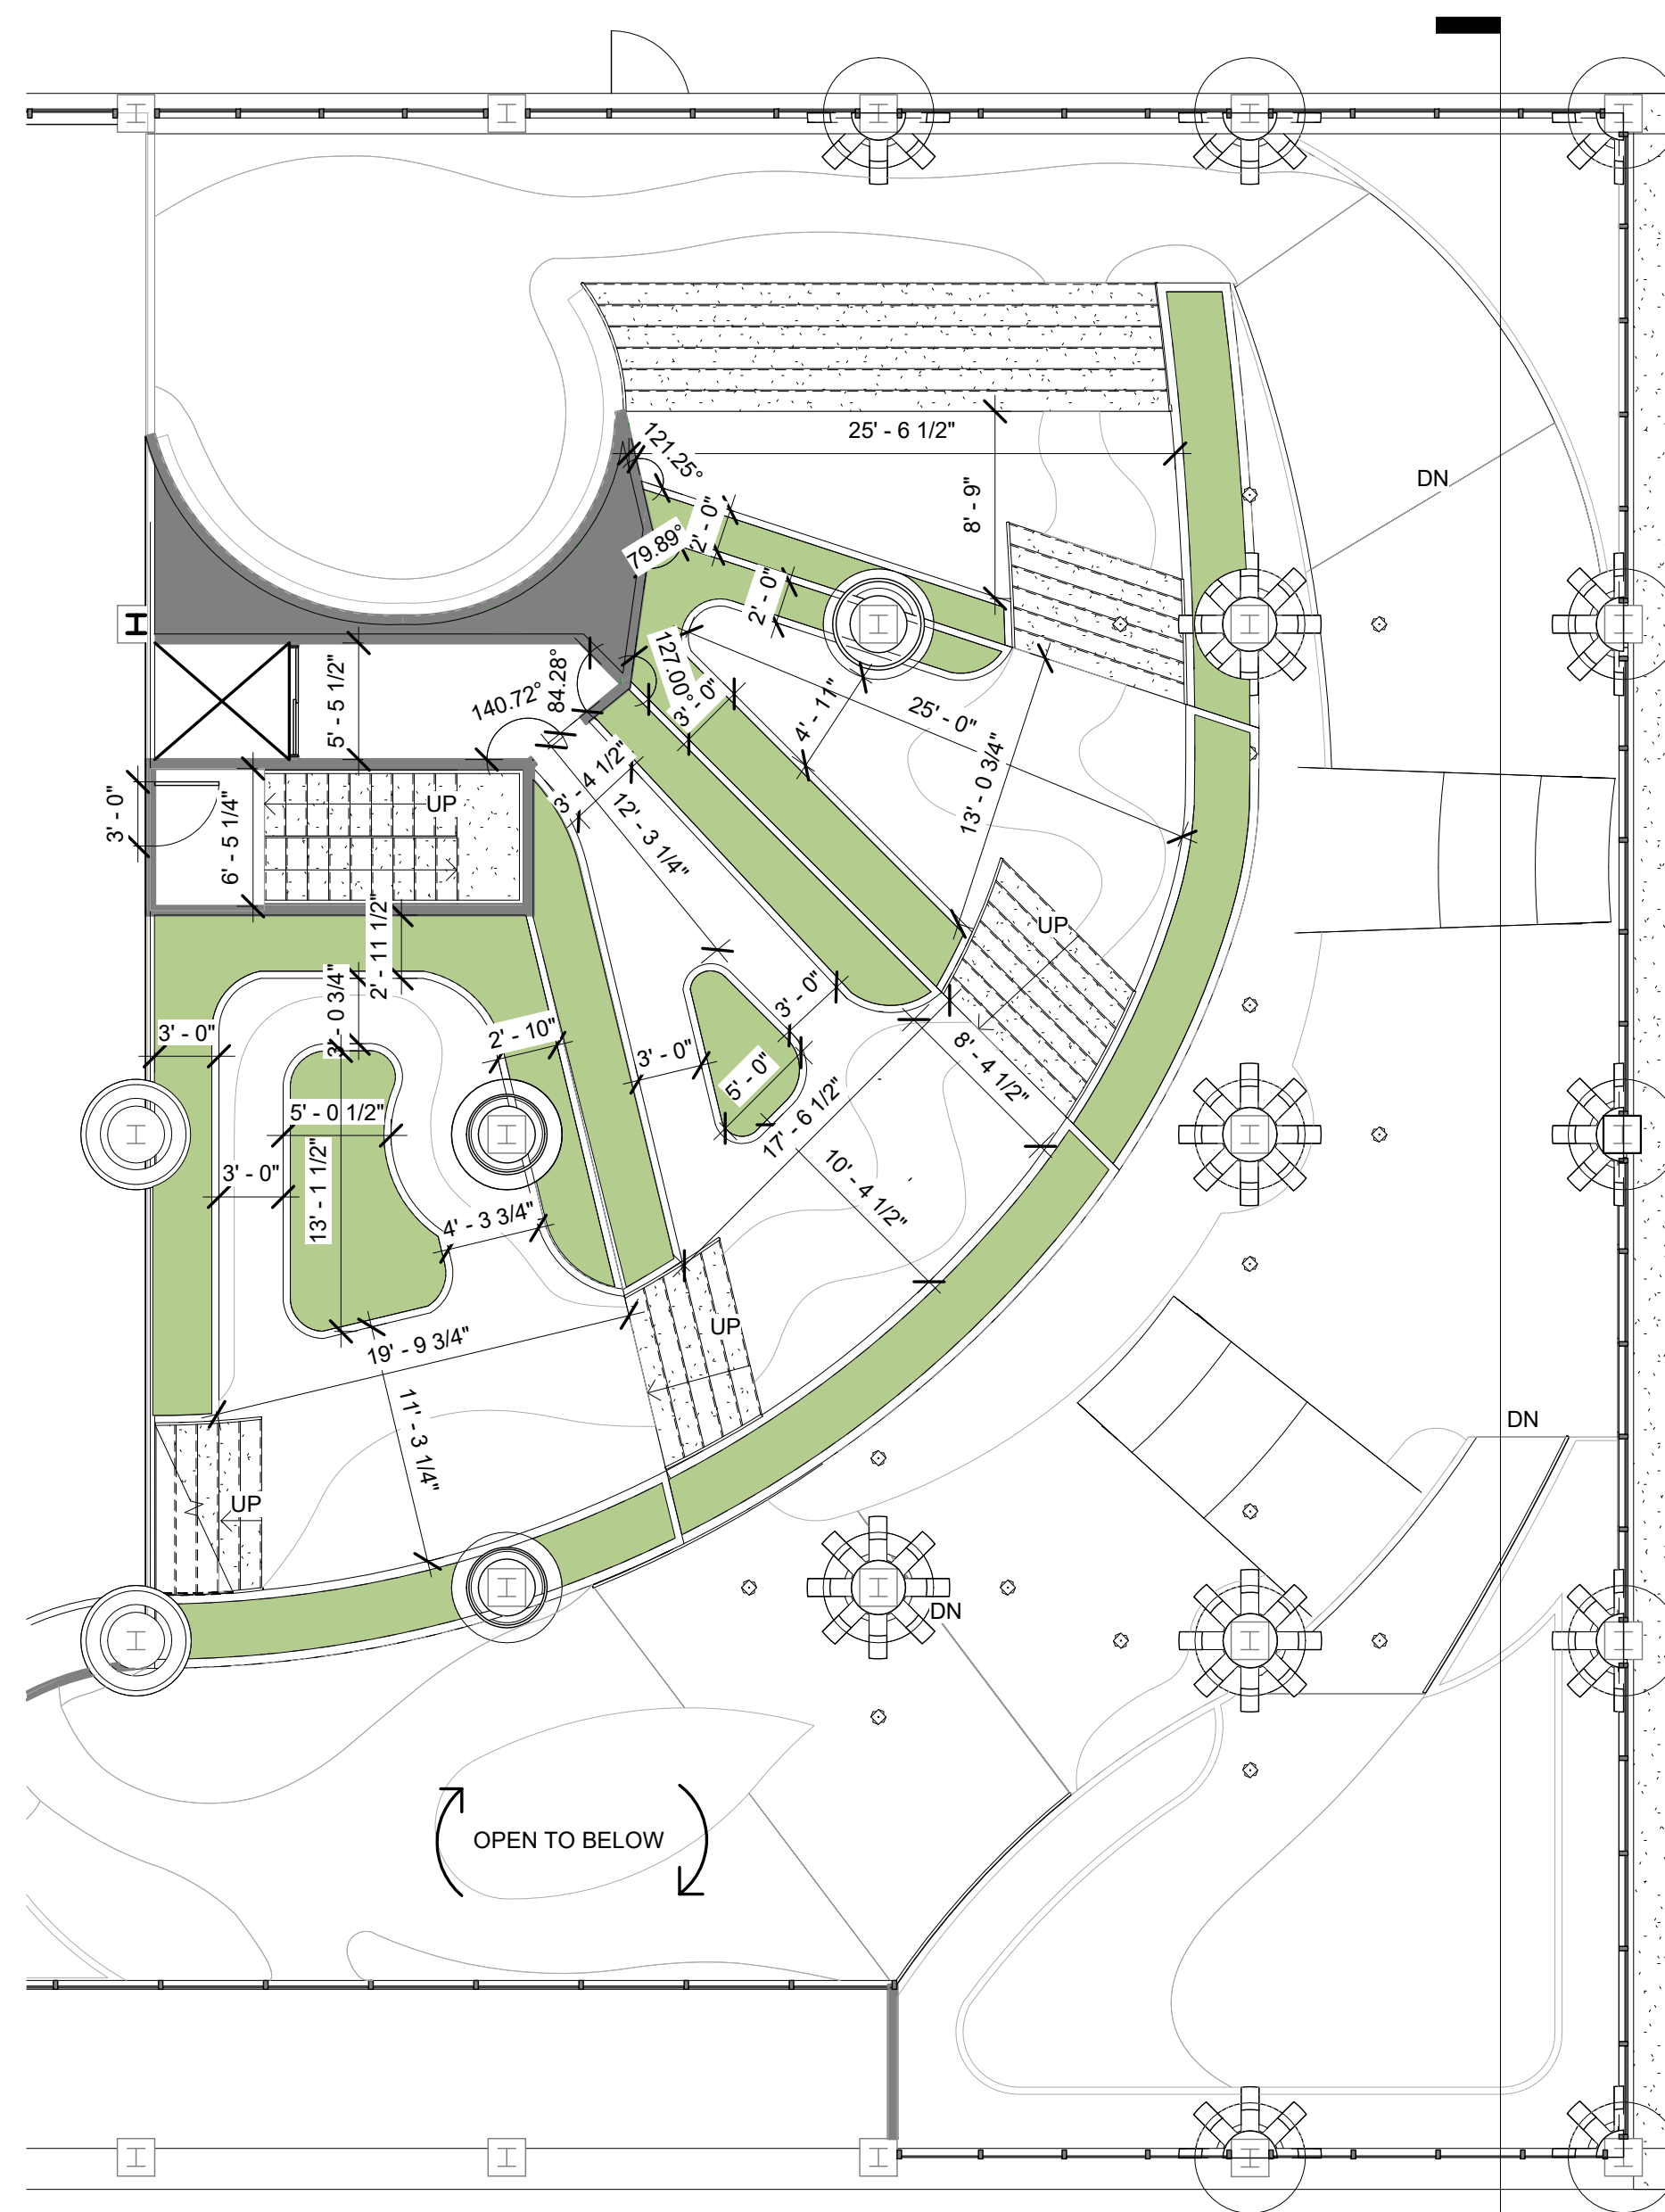 25' - 6 1/2"
121.25°
8' - 9"
DN
2' - 0"
79.89°
2' - 0"
127.00°
84.28°
5' - 5 1/2"
140.72°
3' - 0"
4' - 11"
25' - 0"
13' - 0 3/4"
3' - 4 1/2"
12' - 3 1/4"
UP
3' - 0"
6' - 5 1/4"
UP
2' - 11 1/2"
3' - 0 3/4"
3' - 0"
3' - 0"
2' - 10"
3' - 0"
5' - 0"
8' - 4 1/2"
17' - 6 1/2"
5' - 0 1/2"
13' - 1 1/2"
3' - 0"
10' - 4 1/2"
4' - 3 3/4"
UP
19' - 9 3/4"
11' - 3 1/4"
DN
UP
DN
OPEN TO BELOW